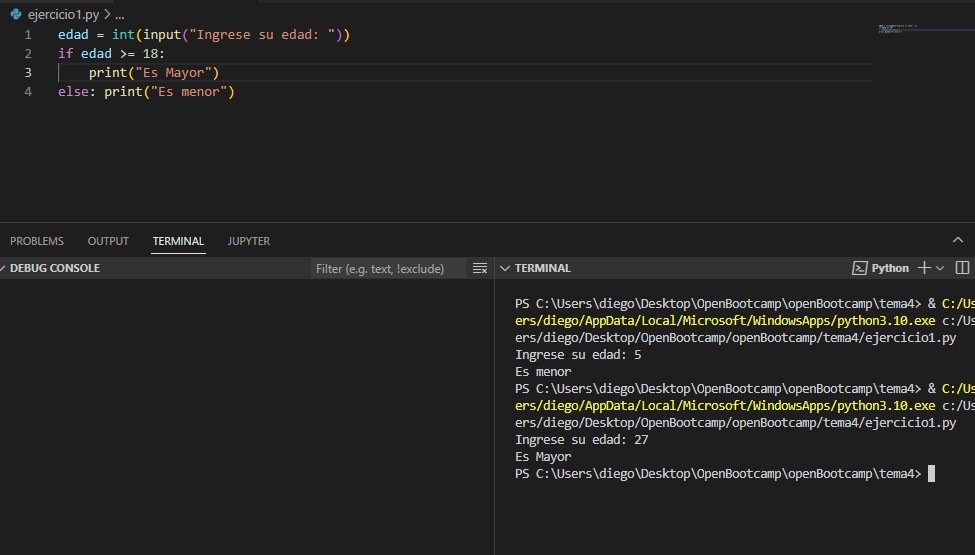 ejercicio1.py > ...
1 edad = int(input("Ingrese su edad: "))
2 if edad >= 18:
3 print("Es Mayor")
4 else: print("Es menor")
PROBLEMS OUTPUT TERMINAL JUPYTER
DEBUG CONSOLE
Filter (e.g. text, !exclude)
TERMINAL
Python
PS C:\Users\diego\Desktop\OpenBootcamp\openBootcamp\tema4> & C:/Us
ers/diego/AppData/Local/Microsoft/WindowsApps/python3.10.exe c:/Us
ers/diego/Desktop/OpenBootcamp/openBootcamp/tema4/ejercicio1.py
Ingrese su edad: 5
Es menor
PS C:\Users\diego\Desktop\OpenBootcamp\openBootcamp\tema4> & C:/Us
ers/diego/AppData/Local/Microsoft/WindowsApps/python3.10.exe c:/Us
ers/diego/Desktop/OpenBootcamp/openBootcamp/tema4/ejercicio1.py
Ingrese su edad: 27
Es Mayor
PS C:\Users\diego\Desktop\OpenBootcamp\openBootcamp\tema4>